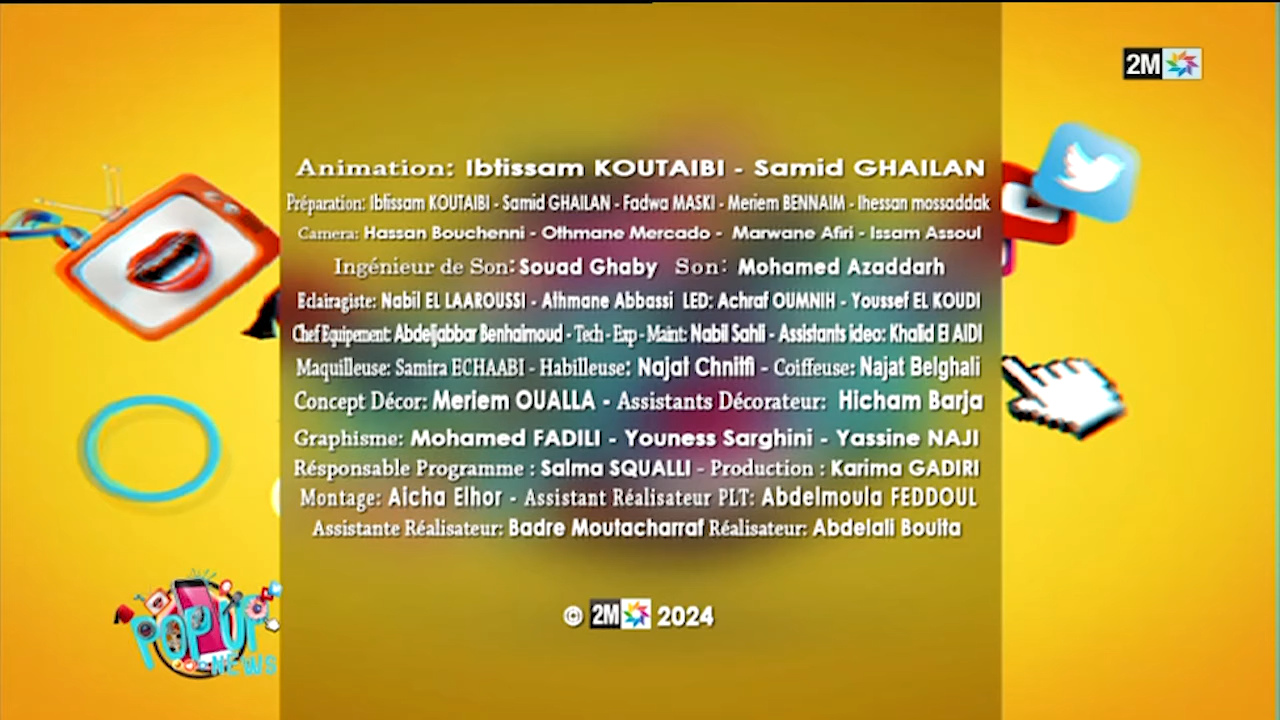 2M
Animation: Ibtissam KOUTAIBI - Samid GHAILAN
Préparation: Ibtissam KOUTAIBI - Samid GHAILAN - Fadwa MASKI - Meriem BENNAIM - Ihessan mossaddak
Camera: Hassan Bouchenni - Othmane Mercado - Marwane Afiri - Issam Assoul
Ingénieur de Son: Souad Ghaby Son: Mohamed Azaddarh
Eclairagiste: Nabil EL LAAROUSSI - Athmane Abbassi LED: Achraf OUMNIH - Youssef EL KOUDI
Chef Equipement: Abdeljabbar Benhaimoud - Tech - Exp - Maint: Nabil Sahli - Assistants ideo: Khalid El AIDI
Maquilleuse: Samira ECHAABI - Habilleuse: Najat Chnitfi - Coiffeuse: Najat Belghali
Concept Décor: Meriem OUALLA - Assistants Décorateur: Hicham Barja
Graphisme: Mohamed FADILI - Youness Sarghini - Yassine NAJI
Résponsable Programme : Salma SQUALLI - Production : Karima GADIRI
Montage: Aicha Elhor - Assistant Réalisateur PLT: Abdelmoula FEDDOUL
Assistante Réalisateur: Badre Moutacharraf Réalisateur: Abdelali Bouita
© 2M 2024
POP UP
NEWS